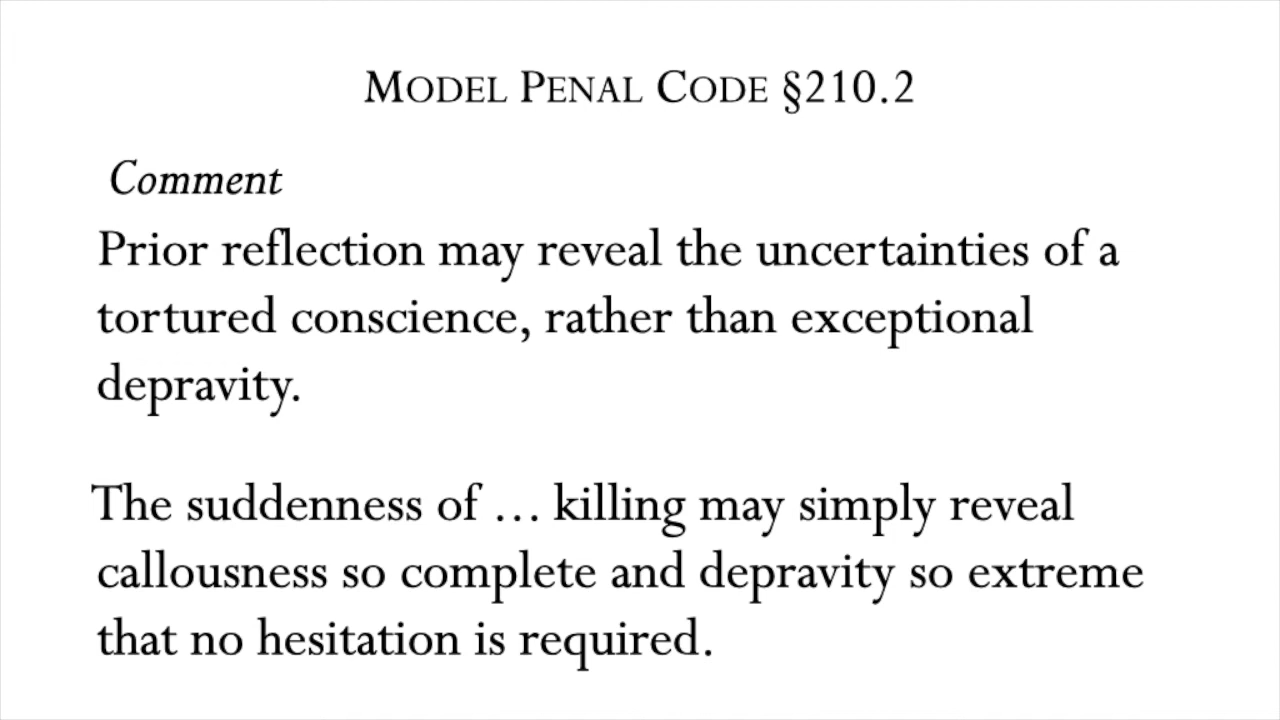 MODEL PENAL CODE §210.2
Comment
Prior reflection may reveal the uncertainties of a
tortured conscience, rather than exceptional
depravity.
The suddenness of … killing may simply reveal
callousness so complete and depravity so extreme
that no hesitation is required.